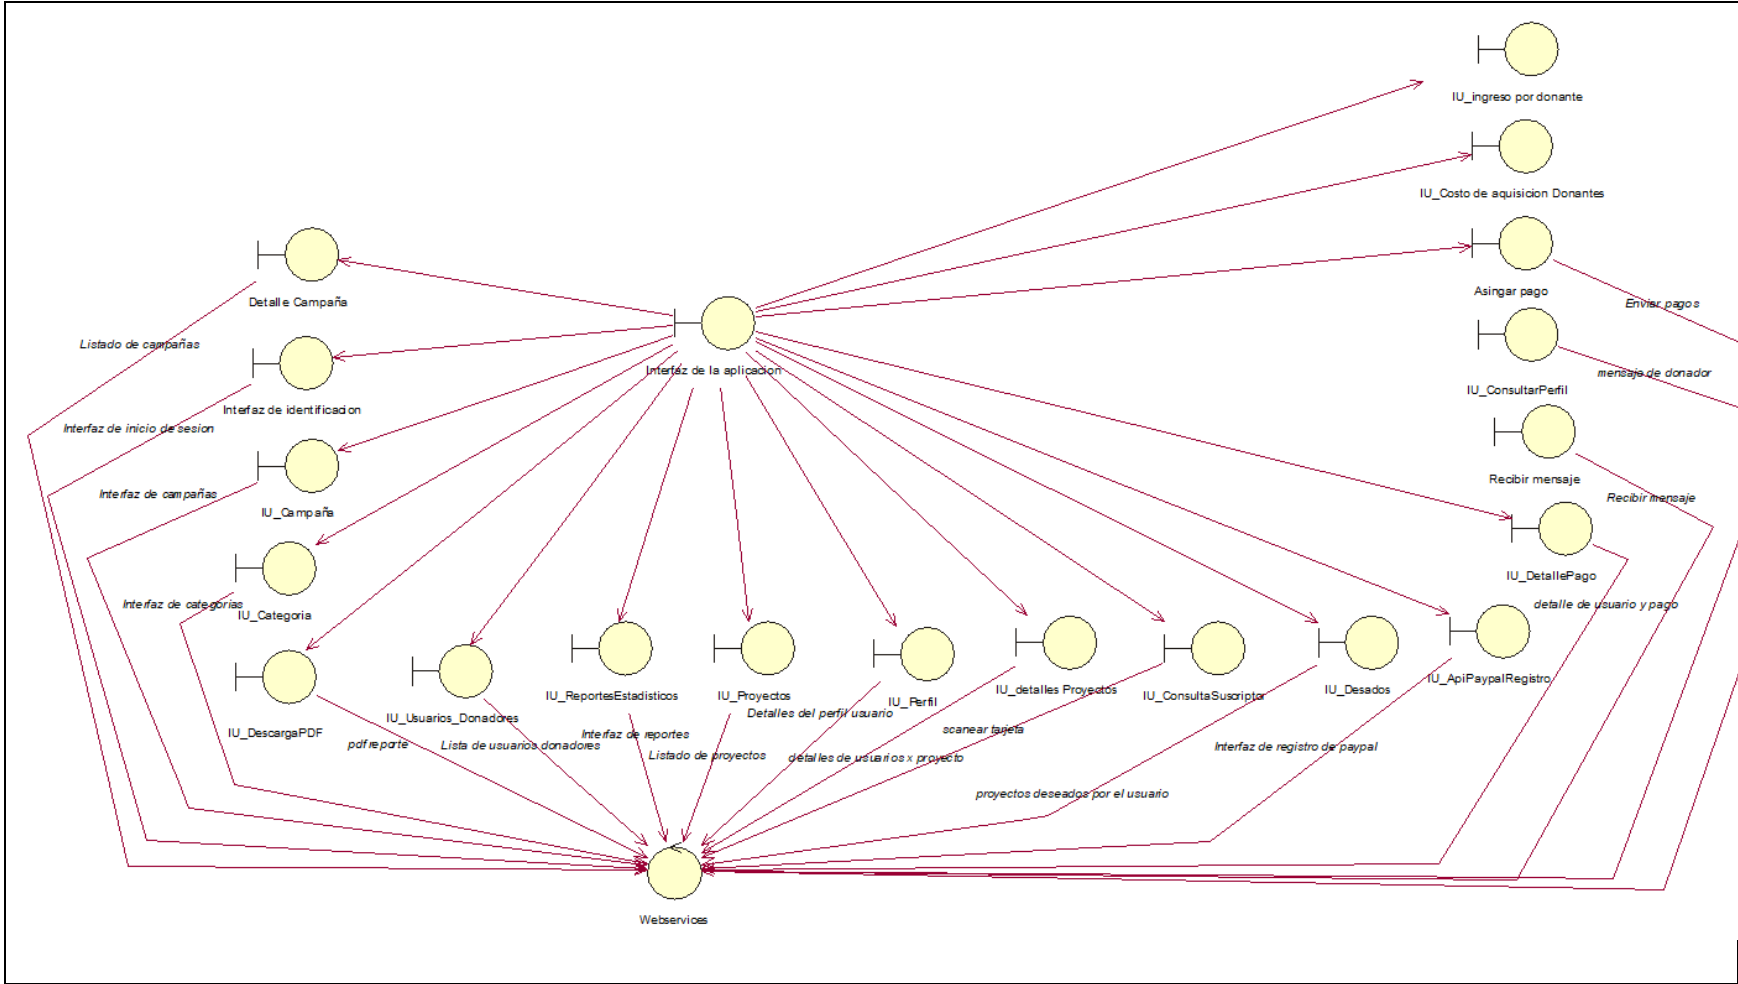 IU_ingreso por donante
IU_Costo de aquisicion Donantes
Asingar pago
Detalle Campaña
Enviar pagos
Listado de campañas
Interfaz de la aplicacion
mensaje de donador
IU_ConsultarPerfil
Interfaz de identificacion
Interfaz de inicio de sesion
Recibir mensaje
Interfaz de campañas
Recibir mensaje
IU_Campaña
IU_DetallePago
Interfaz de categorias
detalle de usuario y pago
IU_Categoria
IU_ApiPaypalRegistro
IU_detalles Proyectos
IU_Desados
IU_ReportesEstadisticos
IU_Proyectos
IU_ConsultaSuscriptor
IU_Perfil
Detalles del perfil usuario
IU_Usuarios_Donadores
IU_DescargaPDF
scanear tarjeta
Interfaz de reportes
pdf reporte
Lista de usuarios donadores
Interfaz de registro de paypal
Listado de proyectos
detalles de usuarios x proyecto
proyectos deseados por el usuario
Webservices